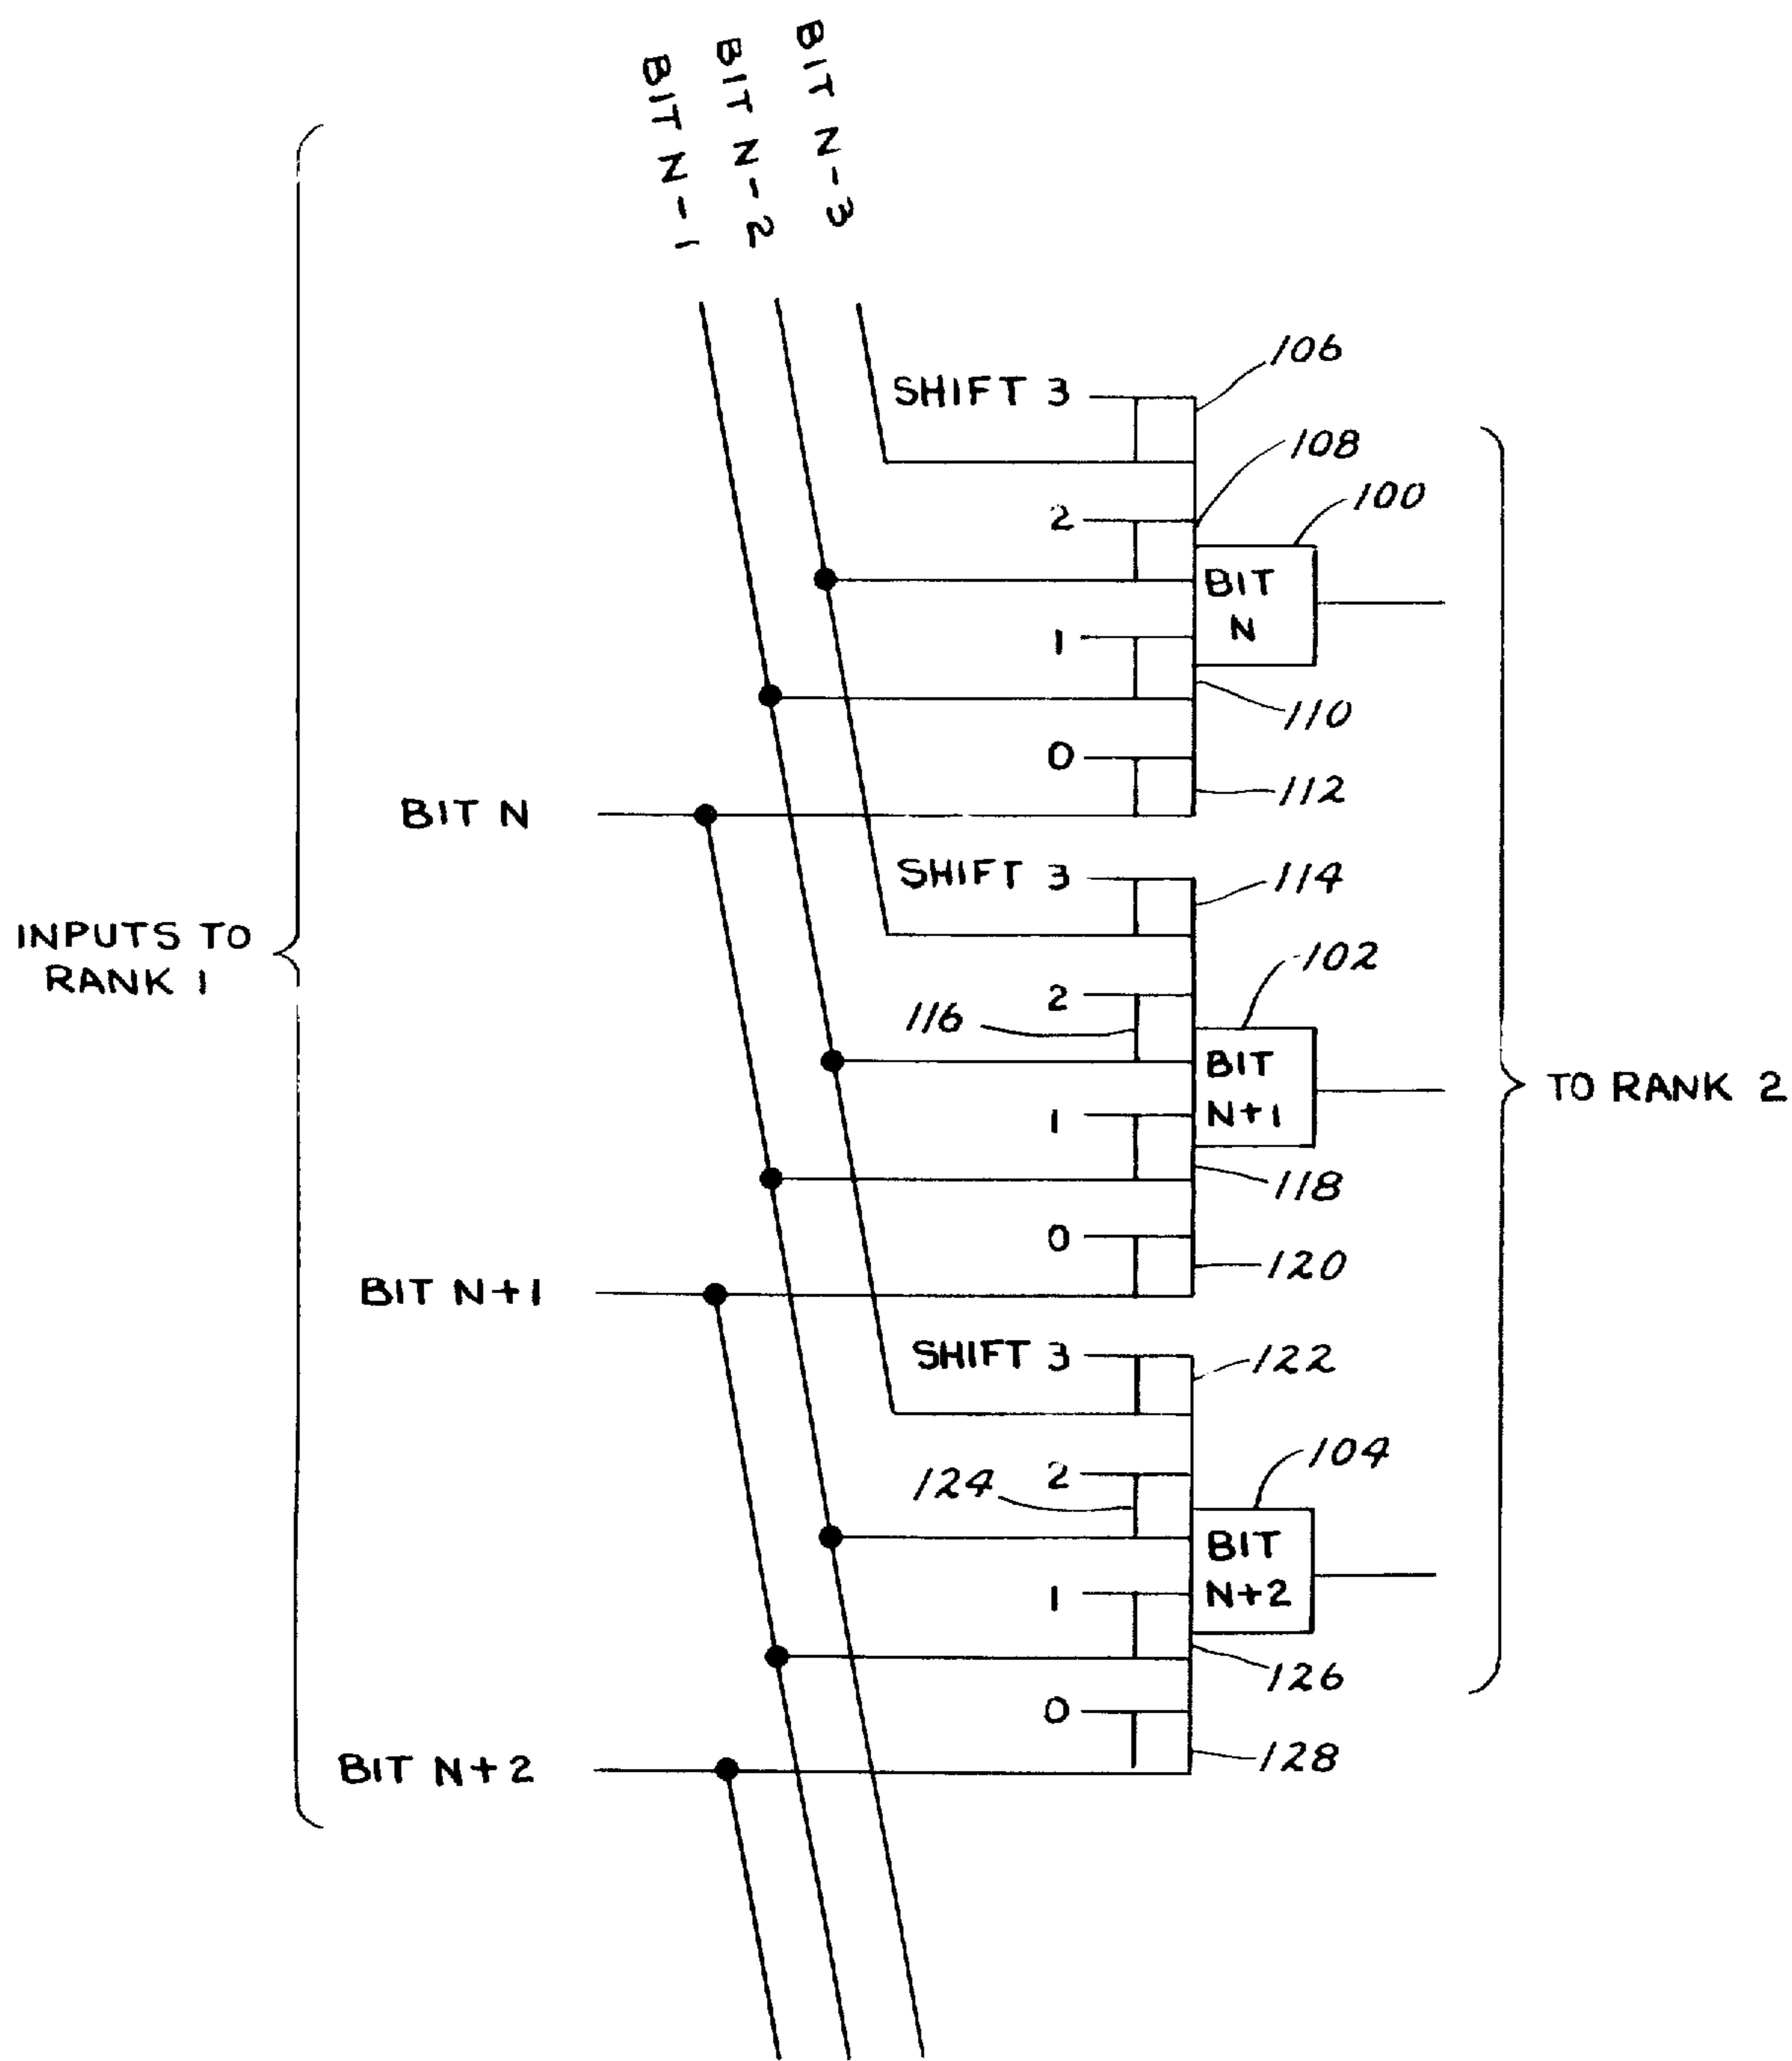 BIT N-1
BIT N-2
BIT N-3
SHIFT 3
106
108
2
100
BIT
N
1
110
0
112
BIT N
SHIFT 3
114
INPUTS TO
RANK 1
102
2
116
BIT
N+1
TO RANK 2
1
118
0
120
BIT N+1
SHIFT 3
122
104
2
124
BIT
N+2
1
126
0
128
BIT N+2